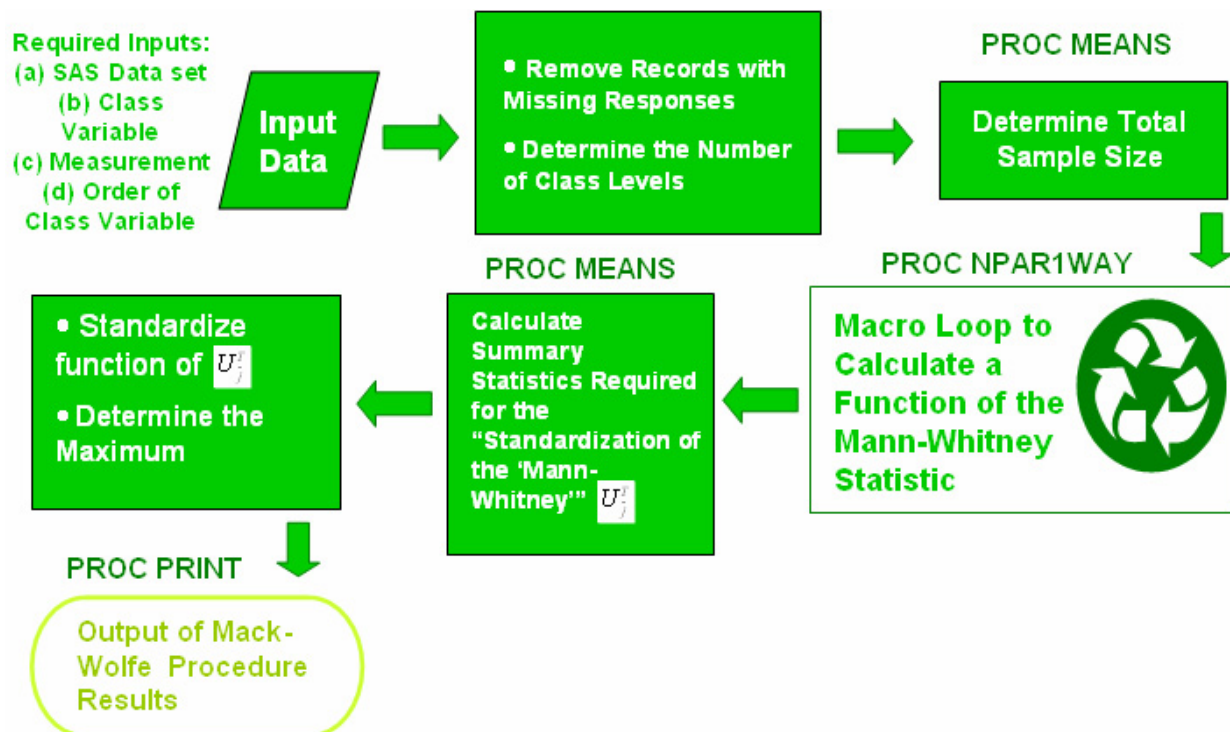 Required Inputs:
(a) SAS Data set
(b) Class
Variable
(c) Measurement
(d) Order of
Class Variable
Input
Data
• Remove Records with
Missing Responses
• Determine the Number
of Class Levels
PROC MEANS
Determine Total
Sample Size
PROC NPAR1WAY
Macro Loop to
Calculate a
Function of the
Mann-Whitney
Statistic
PROC MEANS
Calculate
Summary
Statistics Required
for the
“Standardization of
the ‘Mann-
Whitney’”
• Standardize
function of
• Determine the
Maximum
PROC PRINT
Output of Mack-
Wolfe Procedure
Results